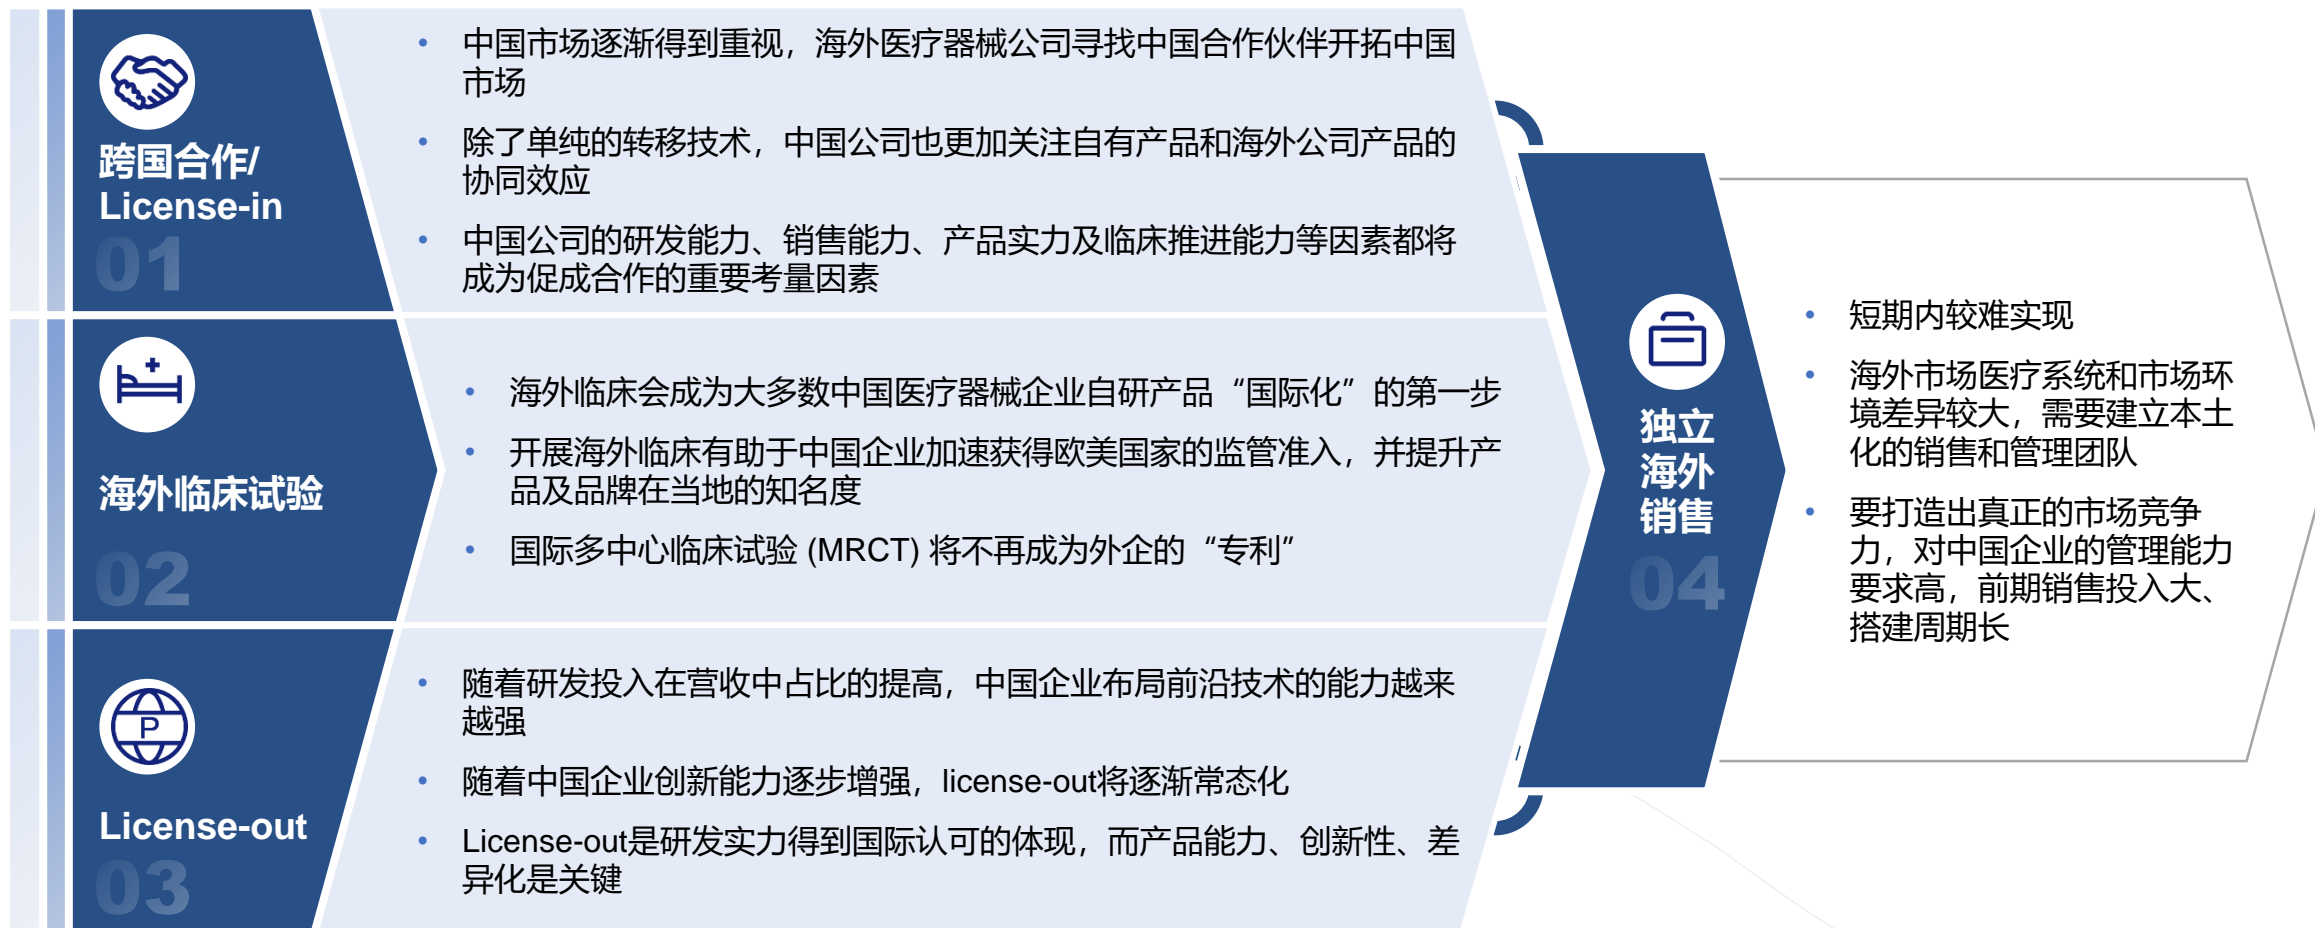 跨国合作/
License-in
01
• 中国市场逐渐得到重视，海外医疗器械公司寻找中国合作伙伴开拓中国
市场
• 除了单纯的转移技术，中国公司也更加关注自有产品和海外公司产品的
协同效应
• 中国公司的研发能力、销售能力、产品实力及临床推进能力等因素都将
成为促成合作的重要考量因素
海外临床试验
02
• 海外临床会成为大多数中国医疗器械企业自研产品“国际化”的第一步
• 开展海外临床有助于中国企业加速获得欧美国家的监管准入，并提升产
品及品牌在当地的知名度
• 国际多中心临床试验 (MRCT) 将不再成为外企的“专利”
P
License-out
03
• 随着研发投入在营收中占比的提高，中国企业布局前沿技术的能力越来
越强
• 随着中国企业创新能力逐步增强，license-out将逐渐常态化
• License-out是研发实力得到国际认可的体现，而产品能力、创新性、差
异化是关键
独立
海外
销售
04
• 短期内较难实现
• 海外市场医疗系统和市场环
境差异较大，需要建立本土
化的销售和管理团队
• 要打造出真正的市场竞争
力，对中国企业的管理能力
要求高，前期销售投入大、
搭建周期长